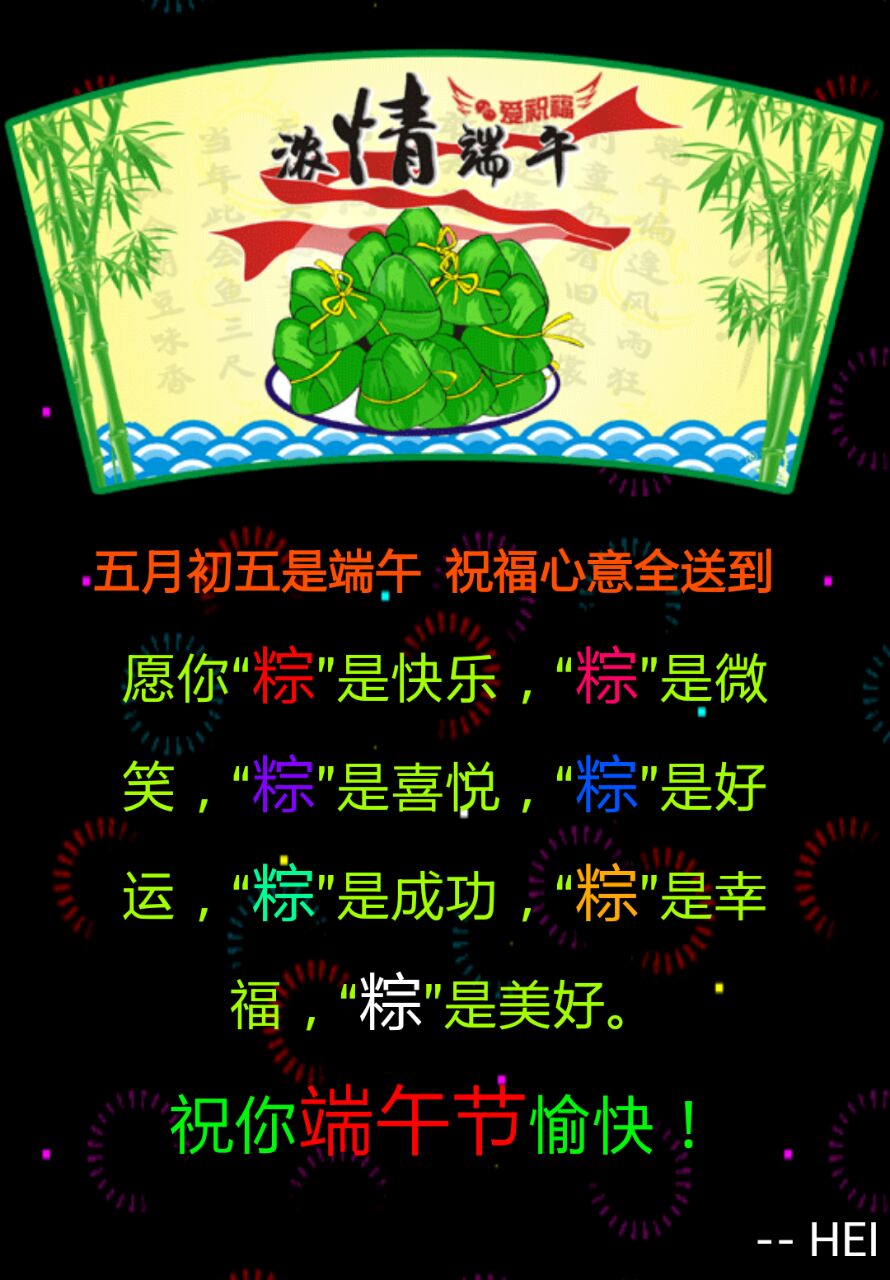 浓情端午
爱祝福
五月初五是端午 祝福心意全送到
愿你“粽”是快乐，“粽”是微
笑，“粽”是喜悦，“粽”是好
运，“粽”是成功，“粽”是幸
福，“粽”是美好。
祝你端午节愉快！
-- HEI